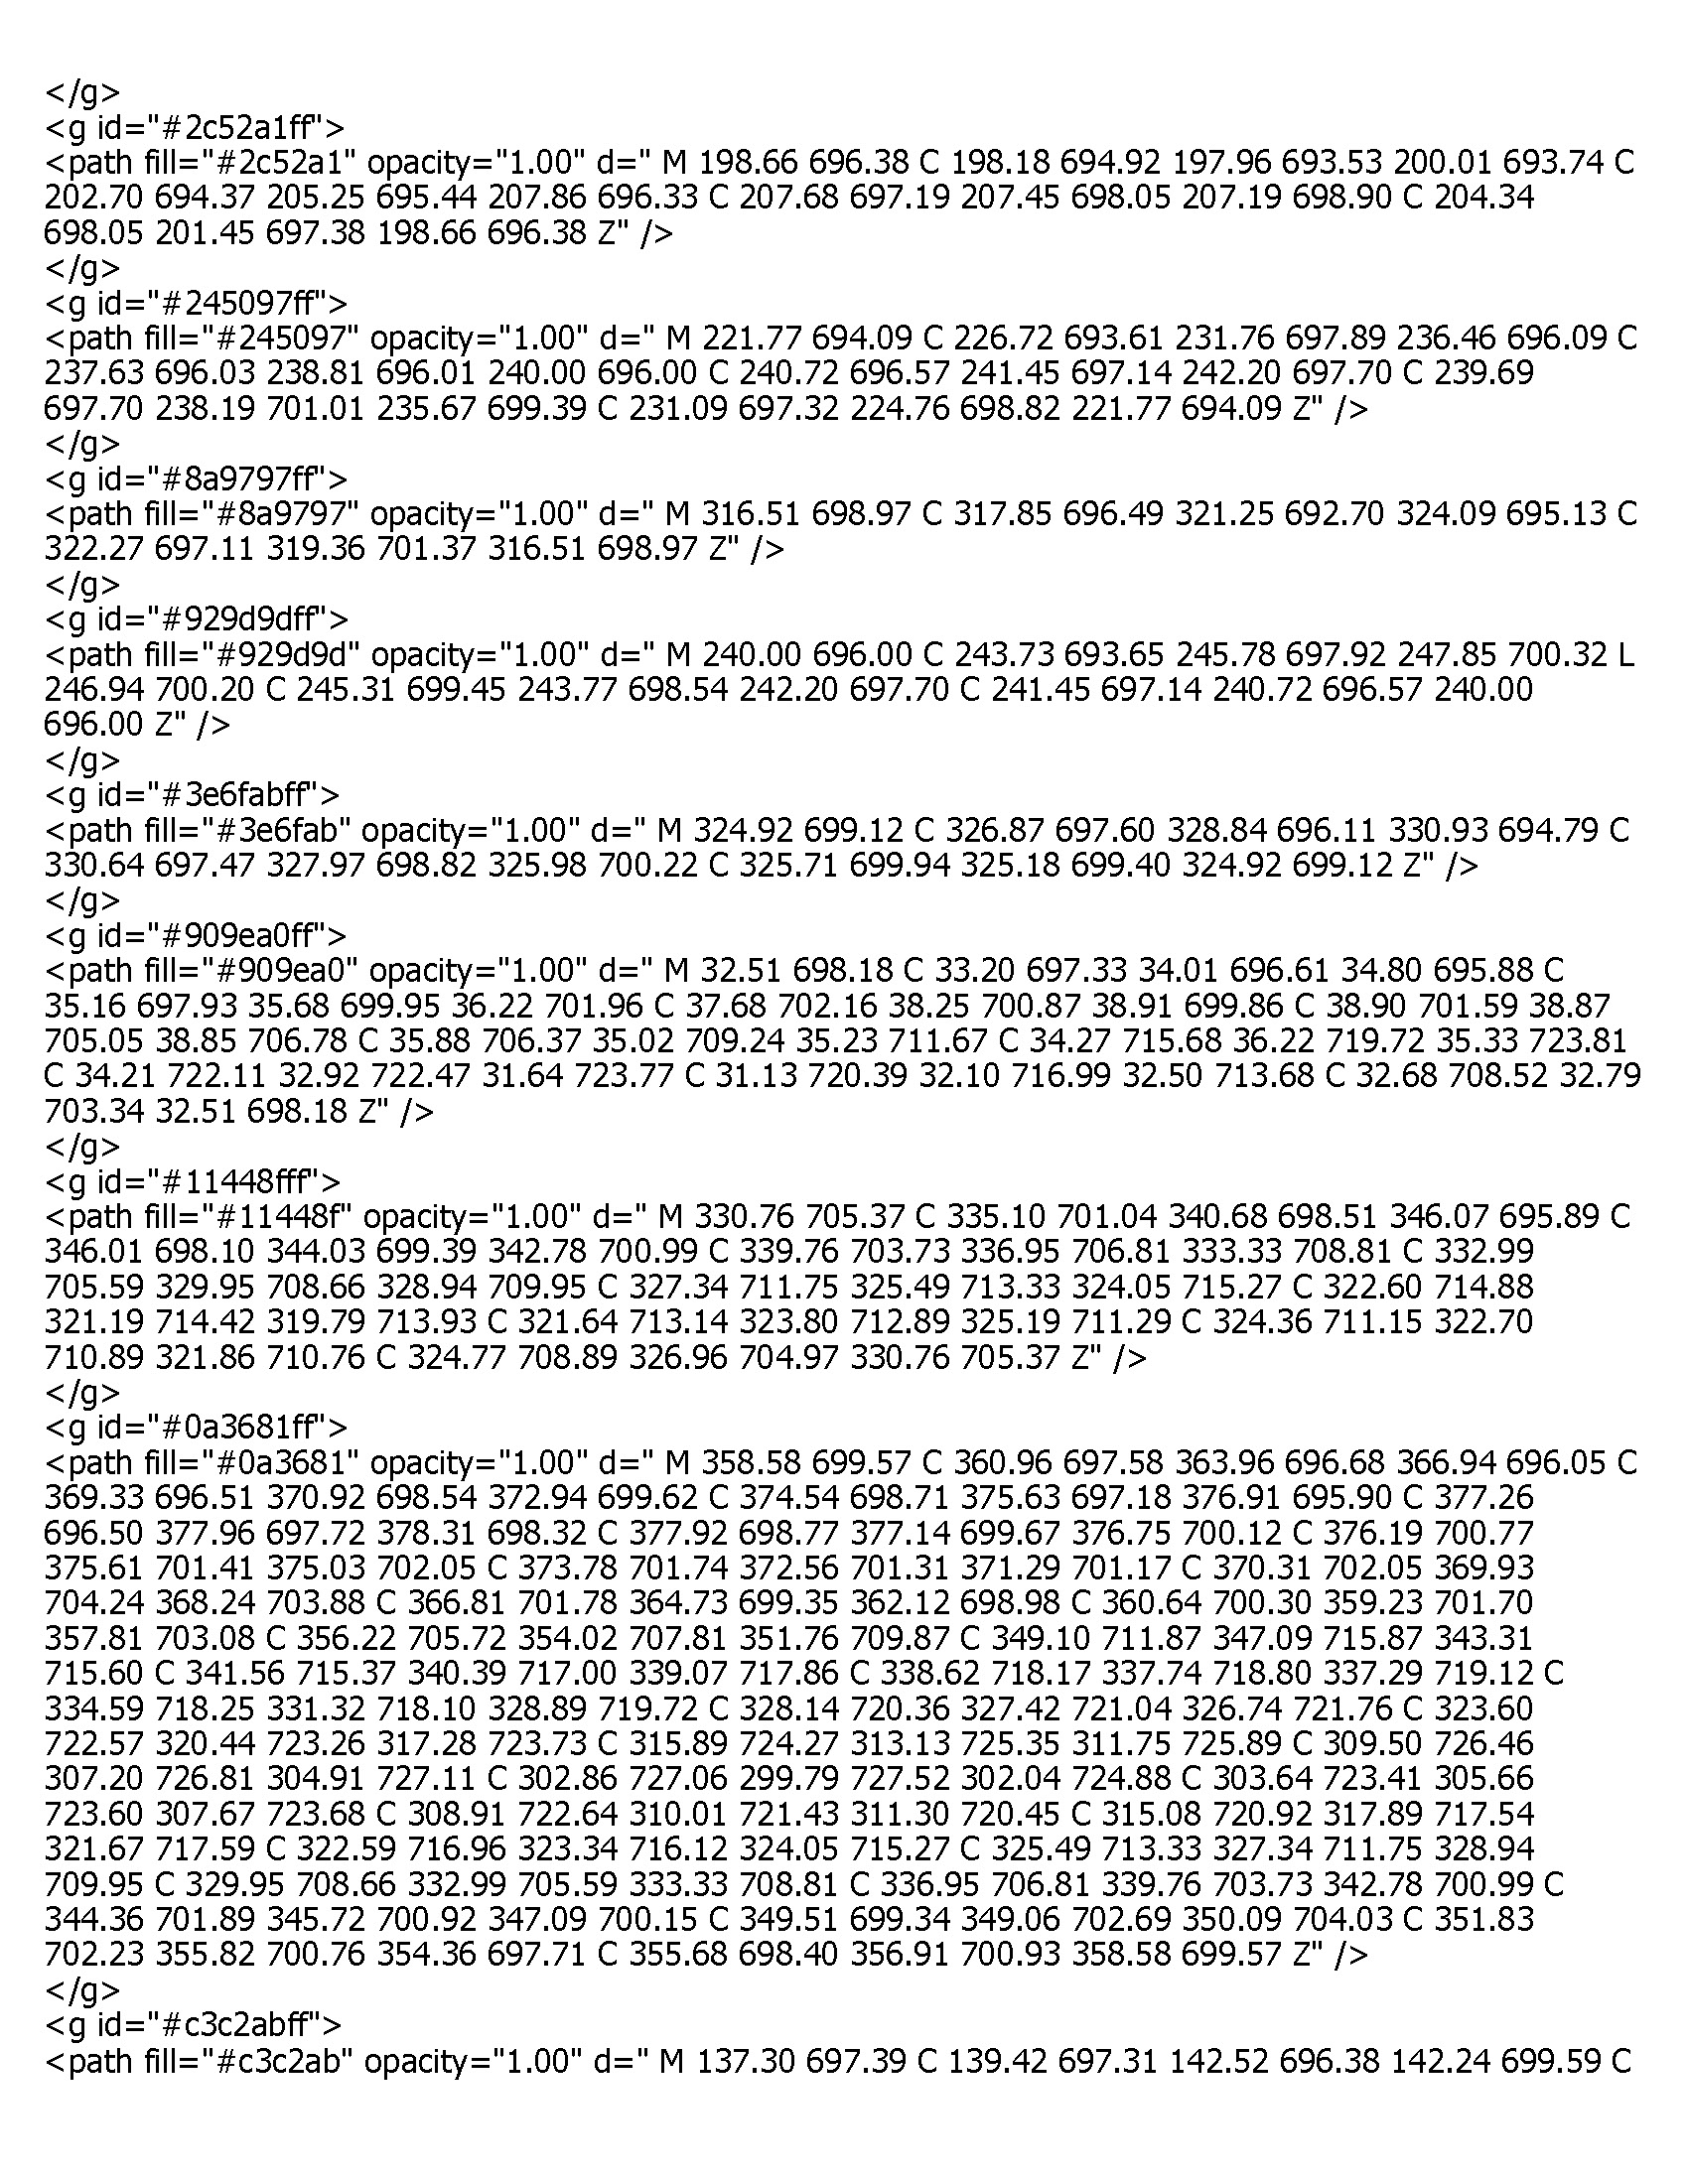 </g>
<g id="#2c52a1ff">
<path fill="#2c52a1" opacity="1.00" d=" M 198.66 696.38 C 198.18 694.92 197.96 693.53 200.01 693.74 C
202.70 694.37 205.25 695.44 207.86 696.33 C 207.68 697.19 207.45 698.05 207.19 698.90 C 204.34
698.05 201.45 697.38 198.66 696.38 Z" />
</g>
<g id="#245097ff">
<path fill="#245097" opacity="1.00" d=" M 221.77 694.09 C 226.72 693.61 231.76 697.89 236.46 696.09 C
237.63 696.03 238.81 696.01 240.00 696.00 C 240.72 696.57 241.45 697.14 242.20 697.70 C 239.69
697.70 238.19 701.01 235.67 699.39 C 231.09 697.32 224.76 698.82 221.77 694.09 Z" />
</g>
<g id="#8a9797ff">
<path fill="#8a9797" opacity="1.00" d=" M 316.51 698.97 C 317.85 696.49 321.25 692.70 324.09 695.13 C
322.27 697.11 319.36 701.37 316.51 698.97 Z" />
</g>
<g id="#929d9dff">
<path fill="#929d9d" opacity="1.00" d=" M 240.00 696.00 C 243.73 693.65 245.78 697.92 247.85 700.32 L
246.94 700.20 C 245.31 699.45 243.77 698.54 242.20 697.70 C 241.45 697.14 240.72 696.57 240.00
696.00 Z" />
</g>
<g id="#3e6fabff">
<path fill="#3e6fab" opacity="1.00" d=" M 324.92 699.12 C 326.87 697.60 328.84 696.11 330.93 694.79 C
330.64 697.47 327.97 698.82 325.98 700.22 C 325.71 699.94 325.18 699.40 324.92 699.12 Z" />
</g>
<g id="#909ea0ff">
<path fill="#909ea0" opacity="1.00" d=" M 32.51 698.18 C 33.20 697.33 34.01 696.61 34.80 695.88 C
35.16 697.93 35.68 699.95 36.22 701.96 C 37.68 702.16 38.25 700.87 38.91 699.86 C 38.90 701.59 38.87
705.05 38.85 706.78 C 35.88 706.37 35.02 709.24 35.23 711.67 C 34.27 715.68 36.22 719.72 35.33 723.81
C 34.21 722.11 32.92 722.47 31.64 723.77 C 31.13 720.39 32.10 716.99 32.50 713.68 C 32.68 708.52 32.79
703.34 32.51 698.18 Z" />
</g>
<g id="#11448fff">
<path fill="#11448f" opacity="1.00" d=" M 330.76 705.37 C 335.10 701.04 340.68 698.51 346.07 695.89 C
346.01 698.10 344.03 699.39 342.78 700.99 C 339.76 703.73 336.95 706.81 333.33 708.81 C 332.99
705.59 329.95 708.66 328.94 709.95 C 327.34 711.75 325.49 713.33 324.05 715.27 C 322.60 714.88
321.19 714.42 319.79 713.93 C 321.64 713.14 323.80 712.89 325.19 711.29 C 324.36 711.15 322.70
710.89 321.86 710.76 C 324.77 708.89 326.96 704.97 330.76 705.37 Z" />
</g>
<g id="#0a3681ff">
<path fill="#0a3681" opacity="1.00" d=" M 358.58 699.57 C 360.96 697.58 363.96 696.68 366.94 696.05 C
369.33 696.51 370.92 698.54 372.94 699.62 C 374.54 698.71 375.63 697.18 376.91 695.90 C 377.26
696.50 377.96 697.72 378.31 698.32 C 377.92 698.77 377.14 699.67 376.75 700.12 C 376.19 700.77
375.61 701.41 375.03 702.05 C 373.78 701.74 372.56 701.31 371.29 701.17 C 370.31 702.05 369.93
704.24 368.24 703.88 C 366.81 701.78 364.73 699.35 362.12 698.98 C 360.64 700.30 359.23 701.70
357.81 703.08 C 356.22 705.72 354.02 707.81 351.76 709.87 C 349.10 711.87 347.09 715.87 343.31
715.60 C 341.56 715.37 340.39 717.00 339.07 717.86 C 338.62 718.17 337.74 718.80 337.29 719.12 C
334.59 718.25 331.32 718.10 328.89 719.72 C 328.14 720.36 327.42 721.04 326.74 721.76 C 323.60
722.57 320.44 723.26 317.28 723.73 C 315.89 724.27 313.13 725.35 311.75 725.89 C 309.50 726.46
307.20 726.81 304.91 727.11 C 302.86 727.06 299.79 727.52 302.04 724.88 C 303.64 723.41 305.66
723.60 307.67 723.68 C 308.91 722.64 310.01 721.43 311.30 720.45 C 315.08 720.92 317.89 717.54
321.67 717.59 C 322.59 716.96 323.34 716.12 324.05 715.27 C 325.49 713.33 327.34 711.75 328.94
709.95 C 329.95 708.66 332.99 705.59 333.33 708.81 C 336.95 706.81 339.76 703.73 342.78 700.99 C
344.36 701.89 345.72 700.92 347.09 700.15 C 349.51 699.34 349.06 702.69 350.09 704.03 C 351.83
702.23 355.82 700.76 354.36 697.71 C 355.68 698.40 356.91 700.93 358.58 699.57 Z" />
</g>
<g id="#c3c2abff">
<path fill="#c3c2ab" opacity="1.00" d=" M 137.30 697.39 C 139.42 697.31 142.52 696.38 142.24 699.59 C